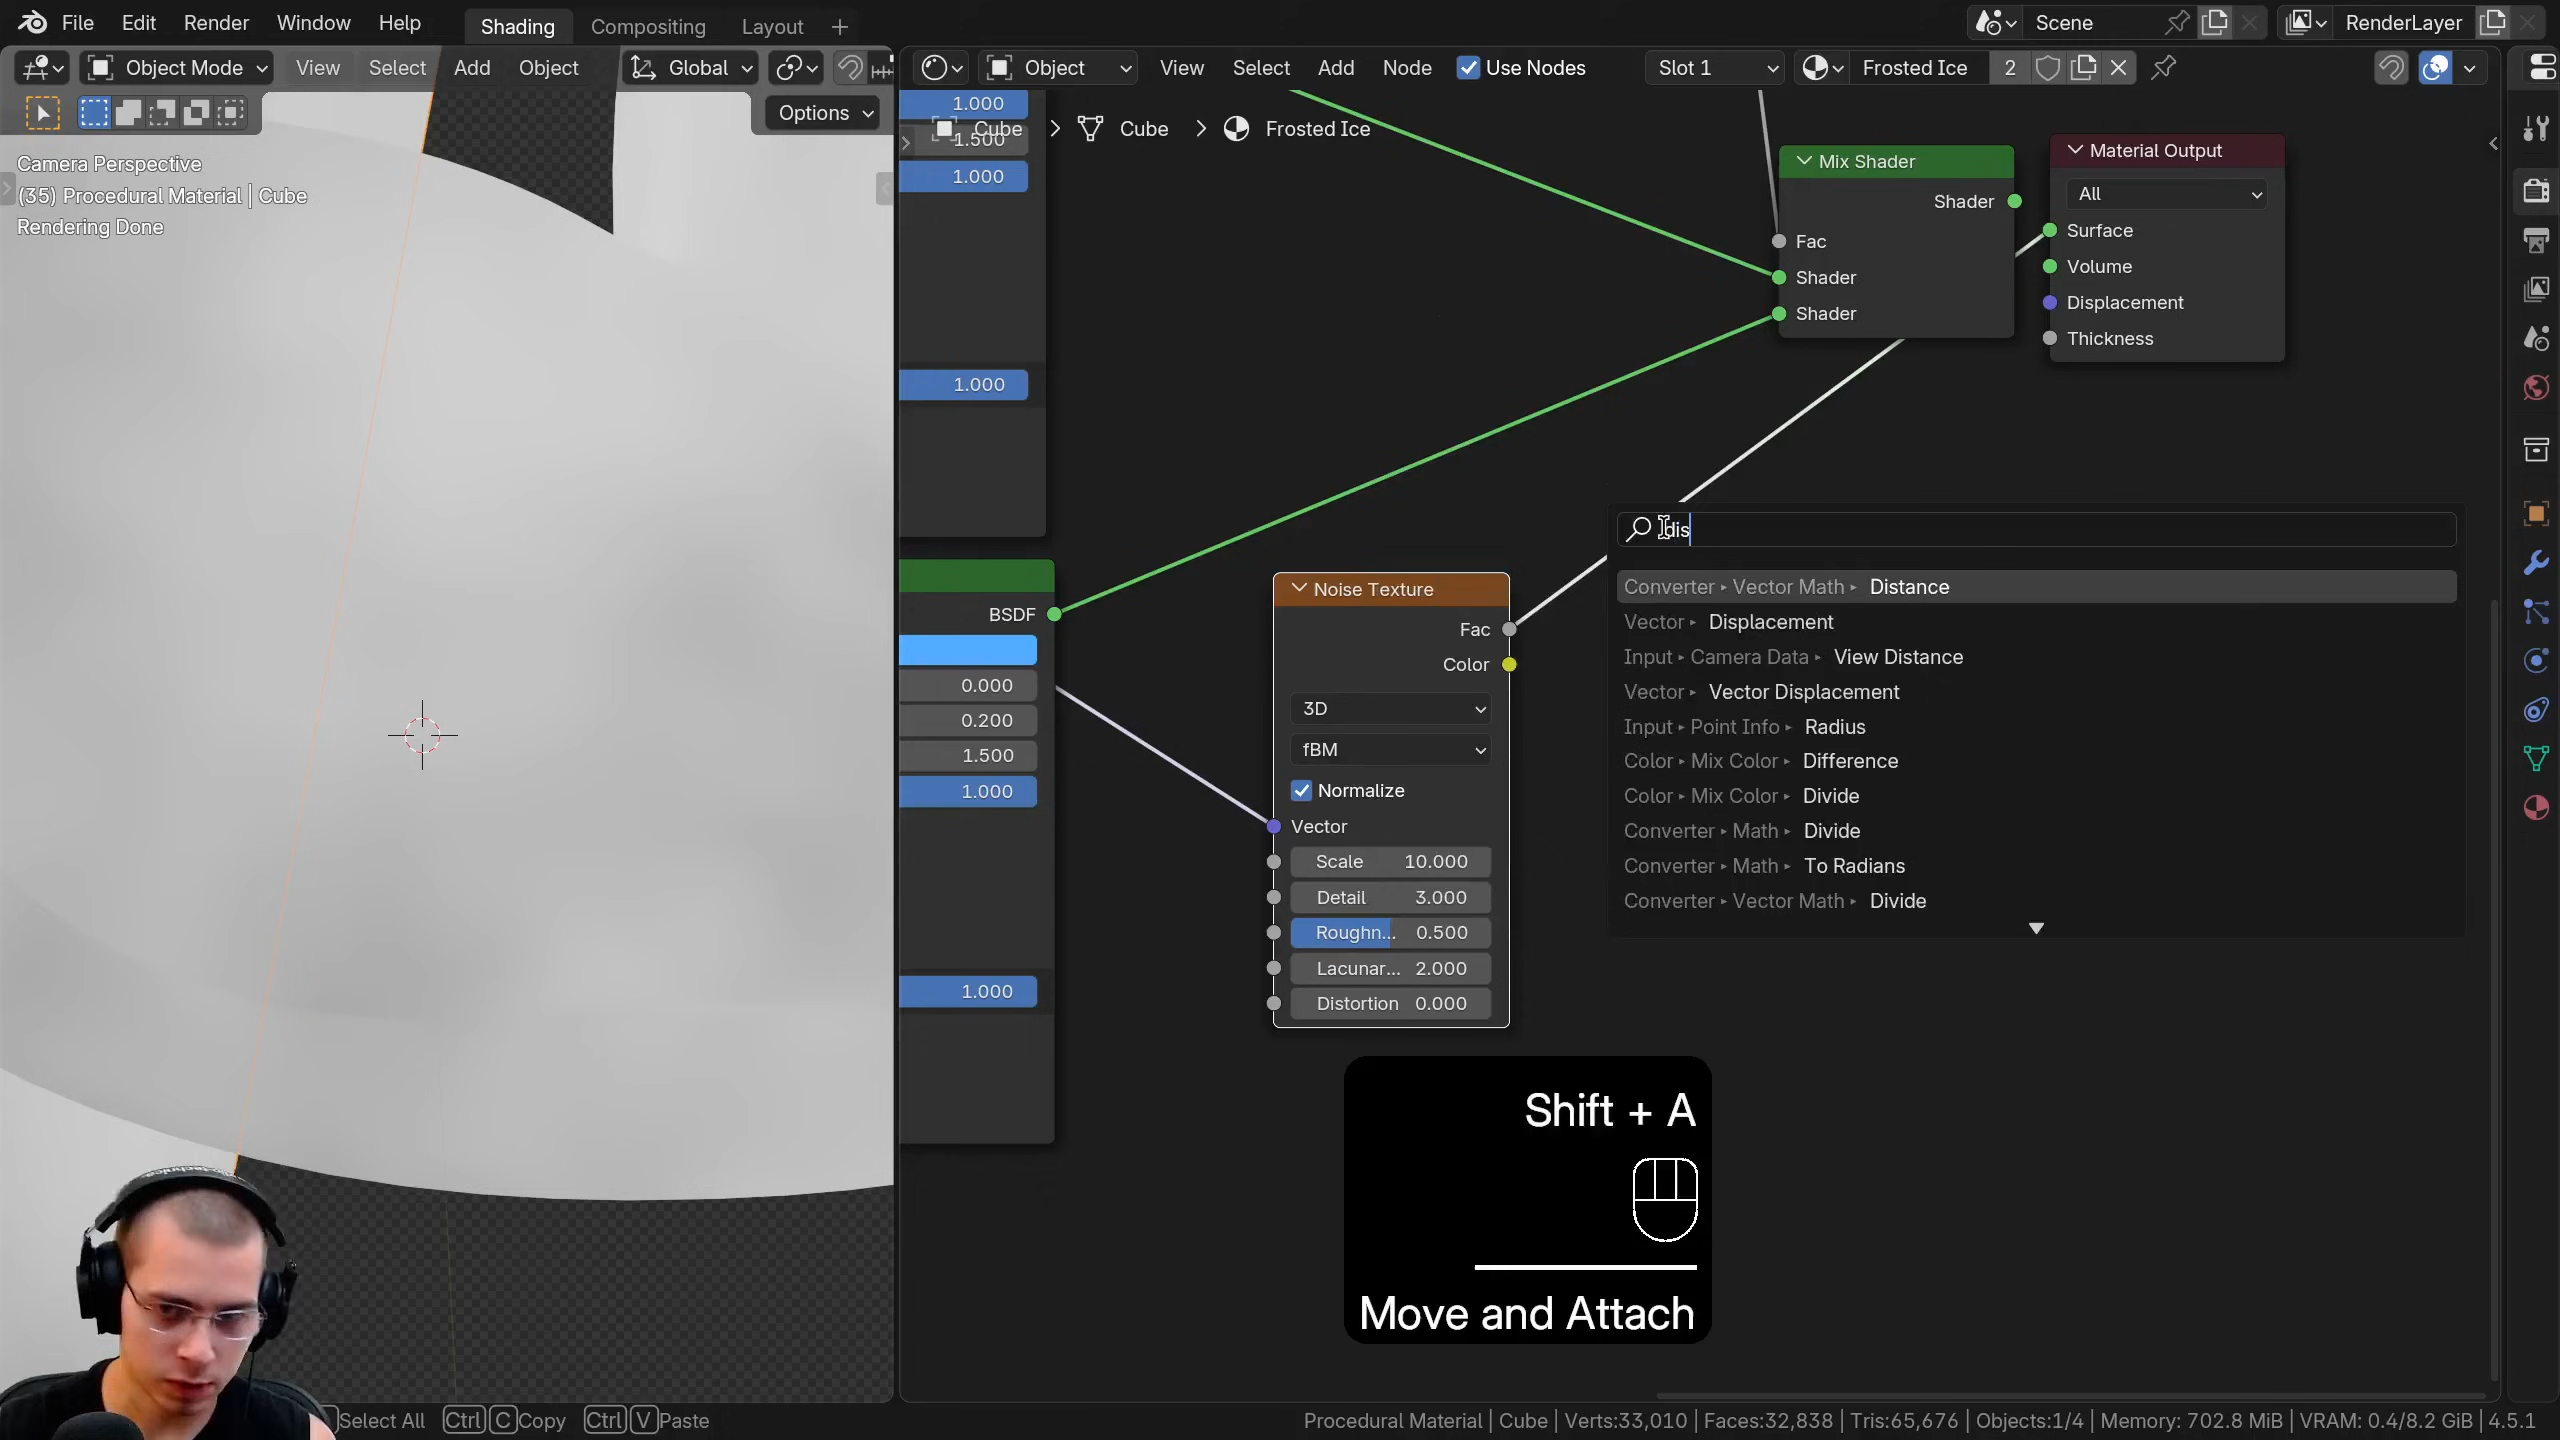 File Edit Render Window Help Shading Compositing Layout + Scene RenderLayer
Object Mode View Select Add Object Global Object View Select Add Node Use Nodes Slot 1 Frosted Ice 2
Options
Camera Perspective
(35) Procedural Material | Cube
Rendering Done
1.000
Cube > Cube > Frosted Ice
1.500
1.000
1.000
Mix Shader
Shader
Fac
Shader
Shader
Material Output
All
Surface
Volume
Displacement
Thickness
BSDF
0.000
0.200
1.500
1.000
1.000
Noise Texture
Fac
Color
3D
fBM
Normalize
Vector
Scale 10.000
Detail 3.000
Roughn... 0.500
Lacunar... 2.000
Distortion 0.000
dis
Converter ▸ Vector Math ▸ Distance
Vector ▸ Displacement
Input ▸ Camera Data ▸ View Distance
Vector ▸ Vector Displacement
Input ▸ Point Info ▸ Radius
Color ▸ Mix Color ▸ Difference
Color ▸ Mix Color ▸ Divide
Converter ▸ Math ▸ Divide
Converter ▸ Math ▸ To Radians
Converter ▸ Vector Math ▸ Divide
Shift + A
Move and Attach
Select All Ctrl C Copy Ctrl V Paste
Procedural Material | Cube | Verts:33,010 | Faces:32,838 | Tris:65,676 | Objects:1/4 | Memory: 702.8 MiB | VRAM: 0.4/8.2 GiB | 4.5.1